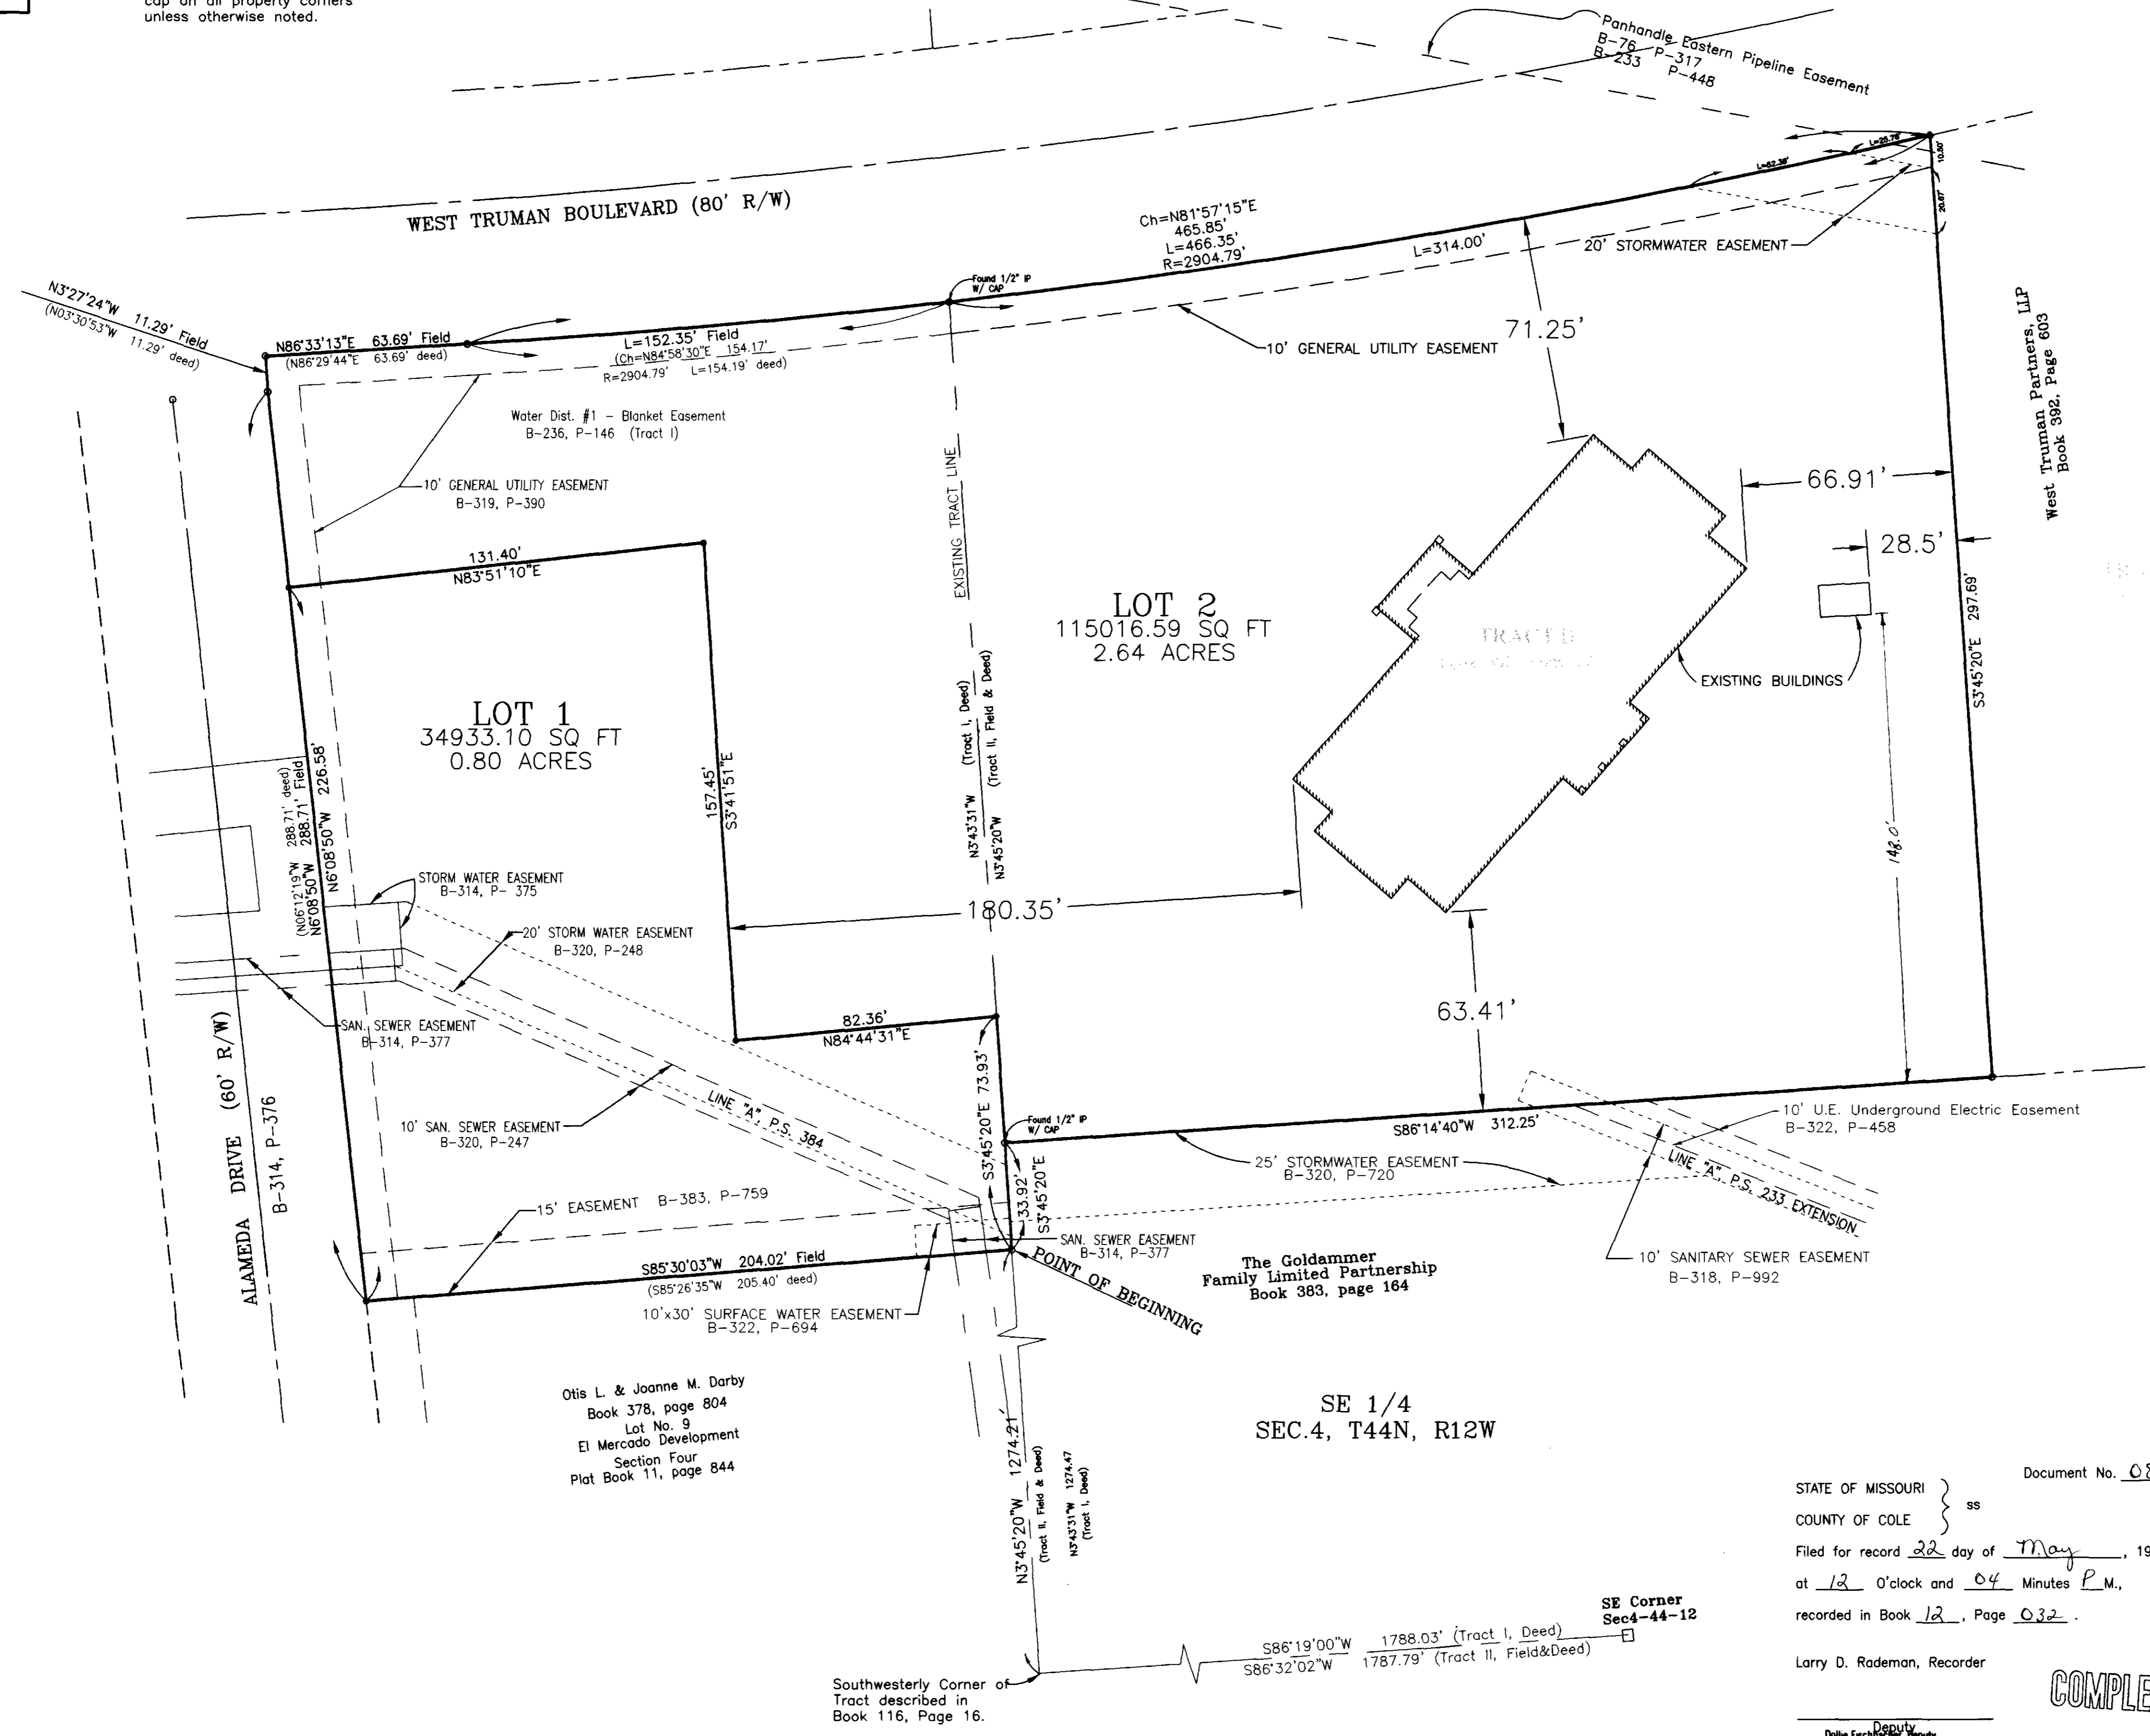 cap on all property corners
unless otherwise noted.
Panhandle Eastern Pipeline Easement
B-76 P-317
B-233 P-448
WEST TRUMAN BOULEVARD (80' R/W)
Ch=N81°57'15"E
465.85'
L=466.35'
R=2904.79'
L=314.00'
L=62.38'
L=25.78'
10.50'
20.67'
20' STORMWATER EASEMENT
N3°27'24"W 11.29' Field
(N03°30'53"W 11.29' deed)
N86°33'13"E 63.69' Field
(N86°29'44"E 63.69' deed)
Found 1/2" IP
W/ CAP
L=152.35' Field
(Ch=N84°58'30"E 154.17'
R=2904.79' L=154.19' deed)
10' GENERAL UTILITY EASEMENT
71.25'
West Truman Partners, LLP
Book 392, Page 603
Water Dist. #1 - Blanket Easement
B-236, P-146 (Tract I)
10' GENERAL UTILITY EASEMENT
B-319, P-390
EXISTING TRACT LINE
66.91'
28.5'
131.40'
N83°51'10"E
LOT 2
115016.59 SQ FT
2.64 ACRES
TRACT II
EXISTING BUILDINGS
S3°45'20"E 297.69'
LOT 1
34933.10 SQ FT
0.80 ACRES
157.45'
S3°41'51"E
N3°43'31"W (Tract I, Deed)
N3°45'20"W (Tract II, Field & Deed)
(N06°12'19"W 288.71' deed)
N6°08'50"W 288.71' Field
N6°08'50"W 226.58'
148.0'
STORM WATER EASEMENT
B-314, P- 375
20' STORM WATER EASEMENT
B-320, P-248
180.35'
SAN. SEWER EASEMENT
B-314, P-377
82.36'
N84°44'31"E
63.41'
ALAMEDA DRIVE (60' R/W)
B-314, P-376
10' SAN. SEWER EASEMENT
B-320, P-247
LINE "A", P.S. 384
S3°45'20"E 73.93'
Found 1/2" IP
W/ CAP
S86°14'40"W 312.25'
10' U.E. Underground Electric Easement
B-322, P-458
25' STORMWATER EASEMENT
B-320, P-720
LINE "A", P.S. 233 EXTENSION
33.92'
S3°45'20"E
15' EASEMENT B-383, P-759
SAN. SEWER EASEMENT
B-314, P-377
POINT OF BEGINNING
10' SANITARY SEWER EASEMENT
B-318, P-992
S85°30'03"W 204.02' Field
(S85°26'35"W 205.40' deed)
The Goldammer
Family Limited Partnership
Book 383, page 164
10'x30' SURFACE WATER EASEMENT
B-322, P-694
Otis L. & Joanne M. Darby
Book 378, page 804
Lot No. 9
El Mercado Development
Section Four
Plat Book 11, page 844
SE 1/4
SEC.4, T44N, R12W
N3°45'20"W 1274.21'
(Tract II, Field & Deed)
N3°43'31"W 1274.47
(Tract I, Deed)
SE Corner
Sec4-44-12
S86°19'00"W 1788.03' (Tract I, Deed)
S86°32'02"W 1787.79' (Tract II, Field&Deed)
Southwesterly Corner of
Tract described in
Book 116, Page 16.
Document No. 08
STATE OF MISSOURI
ss
COUNTY OF COLE
Filed for record 22 day of May, 19
at 12 O'clock and 04 Minutes P M.,
recorded in Book 12, Page 032.
Larry D. Rademan, Recorder
COMPLE
Deputy